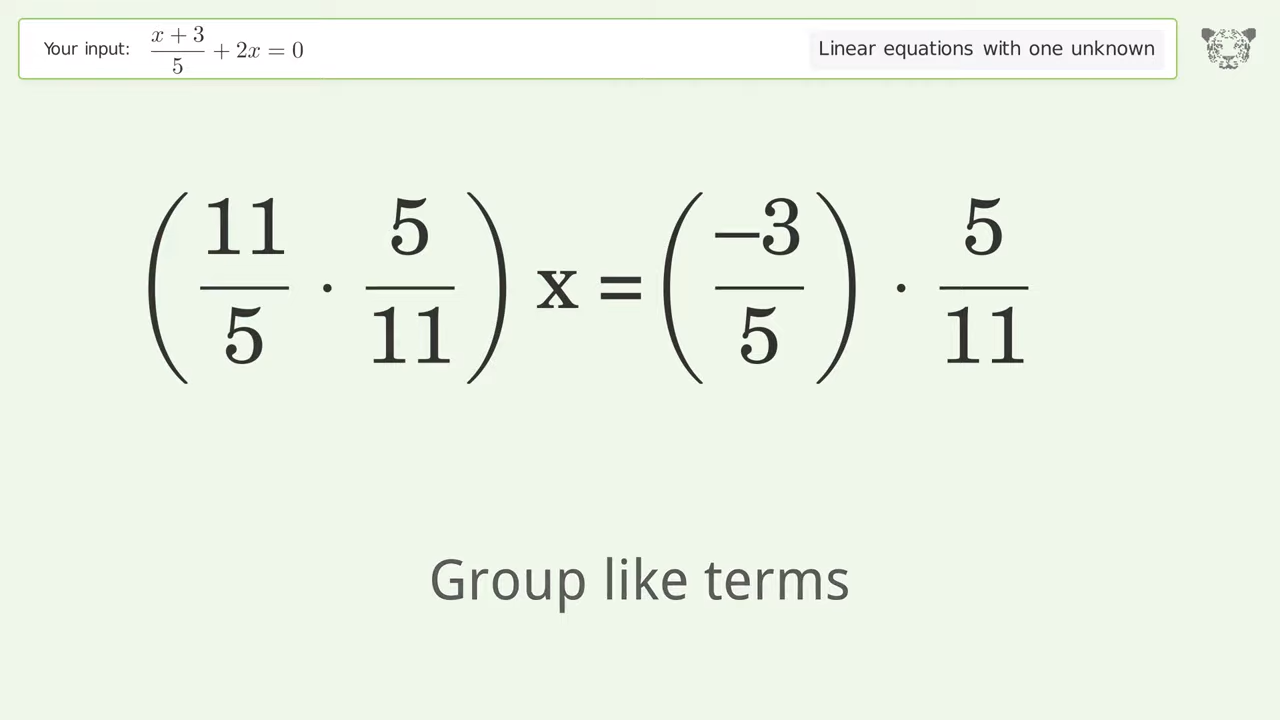 Your input: (x + 3)/5 + 2x = 0
Linear equations with one unknown
(11/5 · 5/11) x = (–3/5) · 5/11
Group like terms